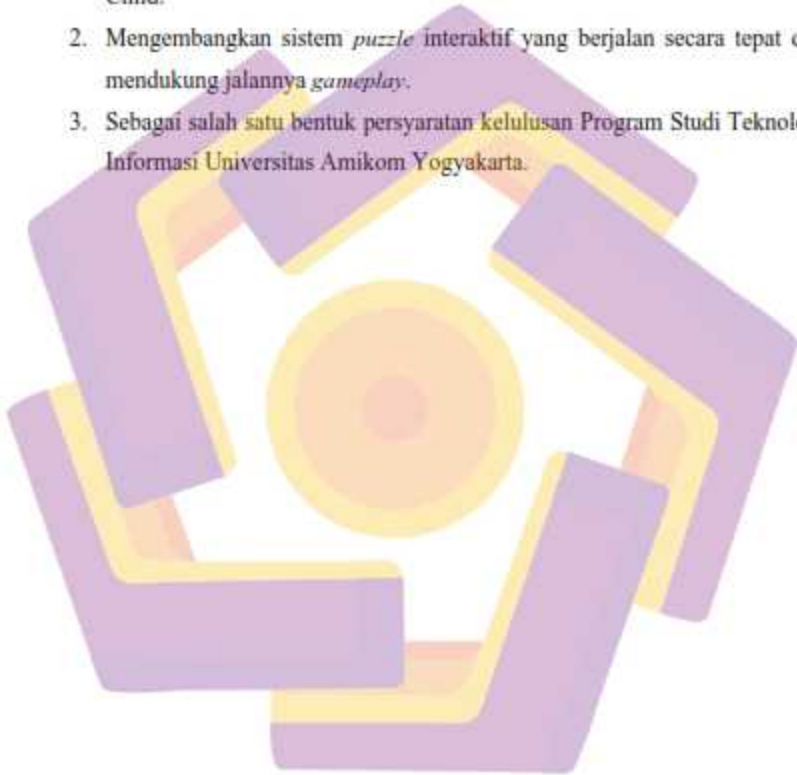 2. Mengembangkan sistem puzzle interaktif yang berjalan secara tepat
mendukung jalannya gameplay.
3. Sebagai salah satu bentuk persyaratan kelulusan Program Studi
Informasi Universitas Amikom Yogyakarta.